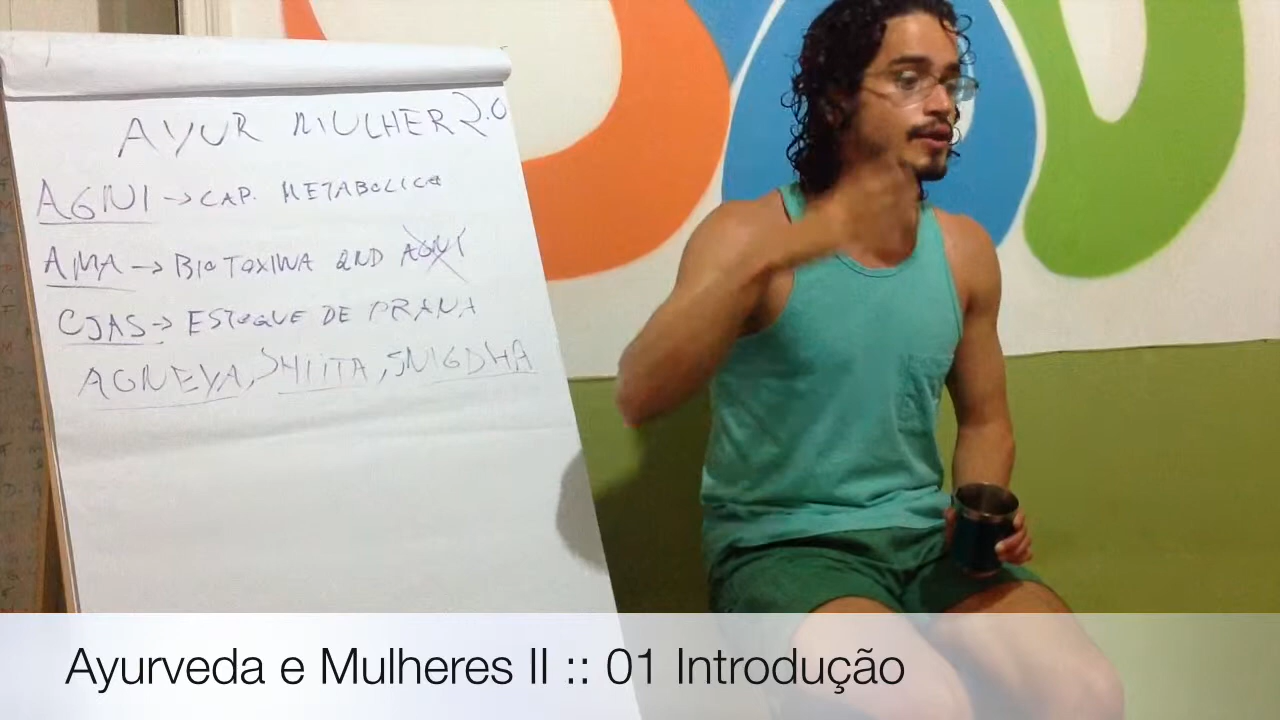 AYUR MULHER 2.0
AGNI → CAP. METABOLICA
AMA → BIOTOXINA QND AGNI
OJAS → ESTOQUE DE PRANA
AGNEYA, SHIITA, SNIGDHA
Ayurveda e Mulheres II :: 01 Introdução